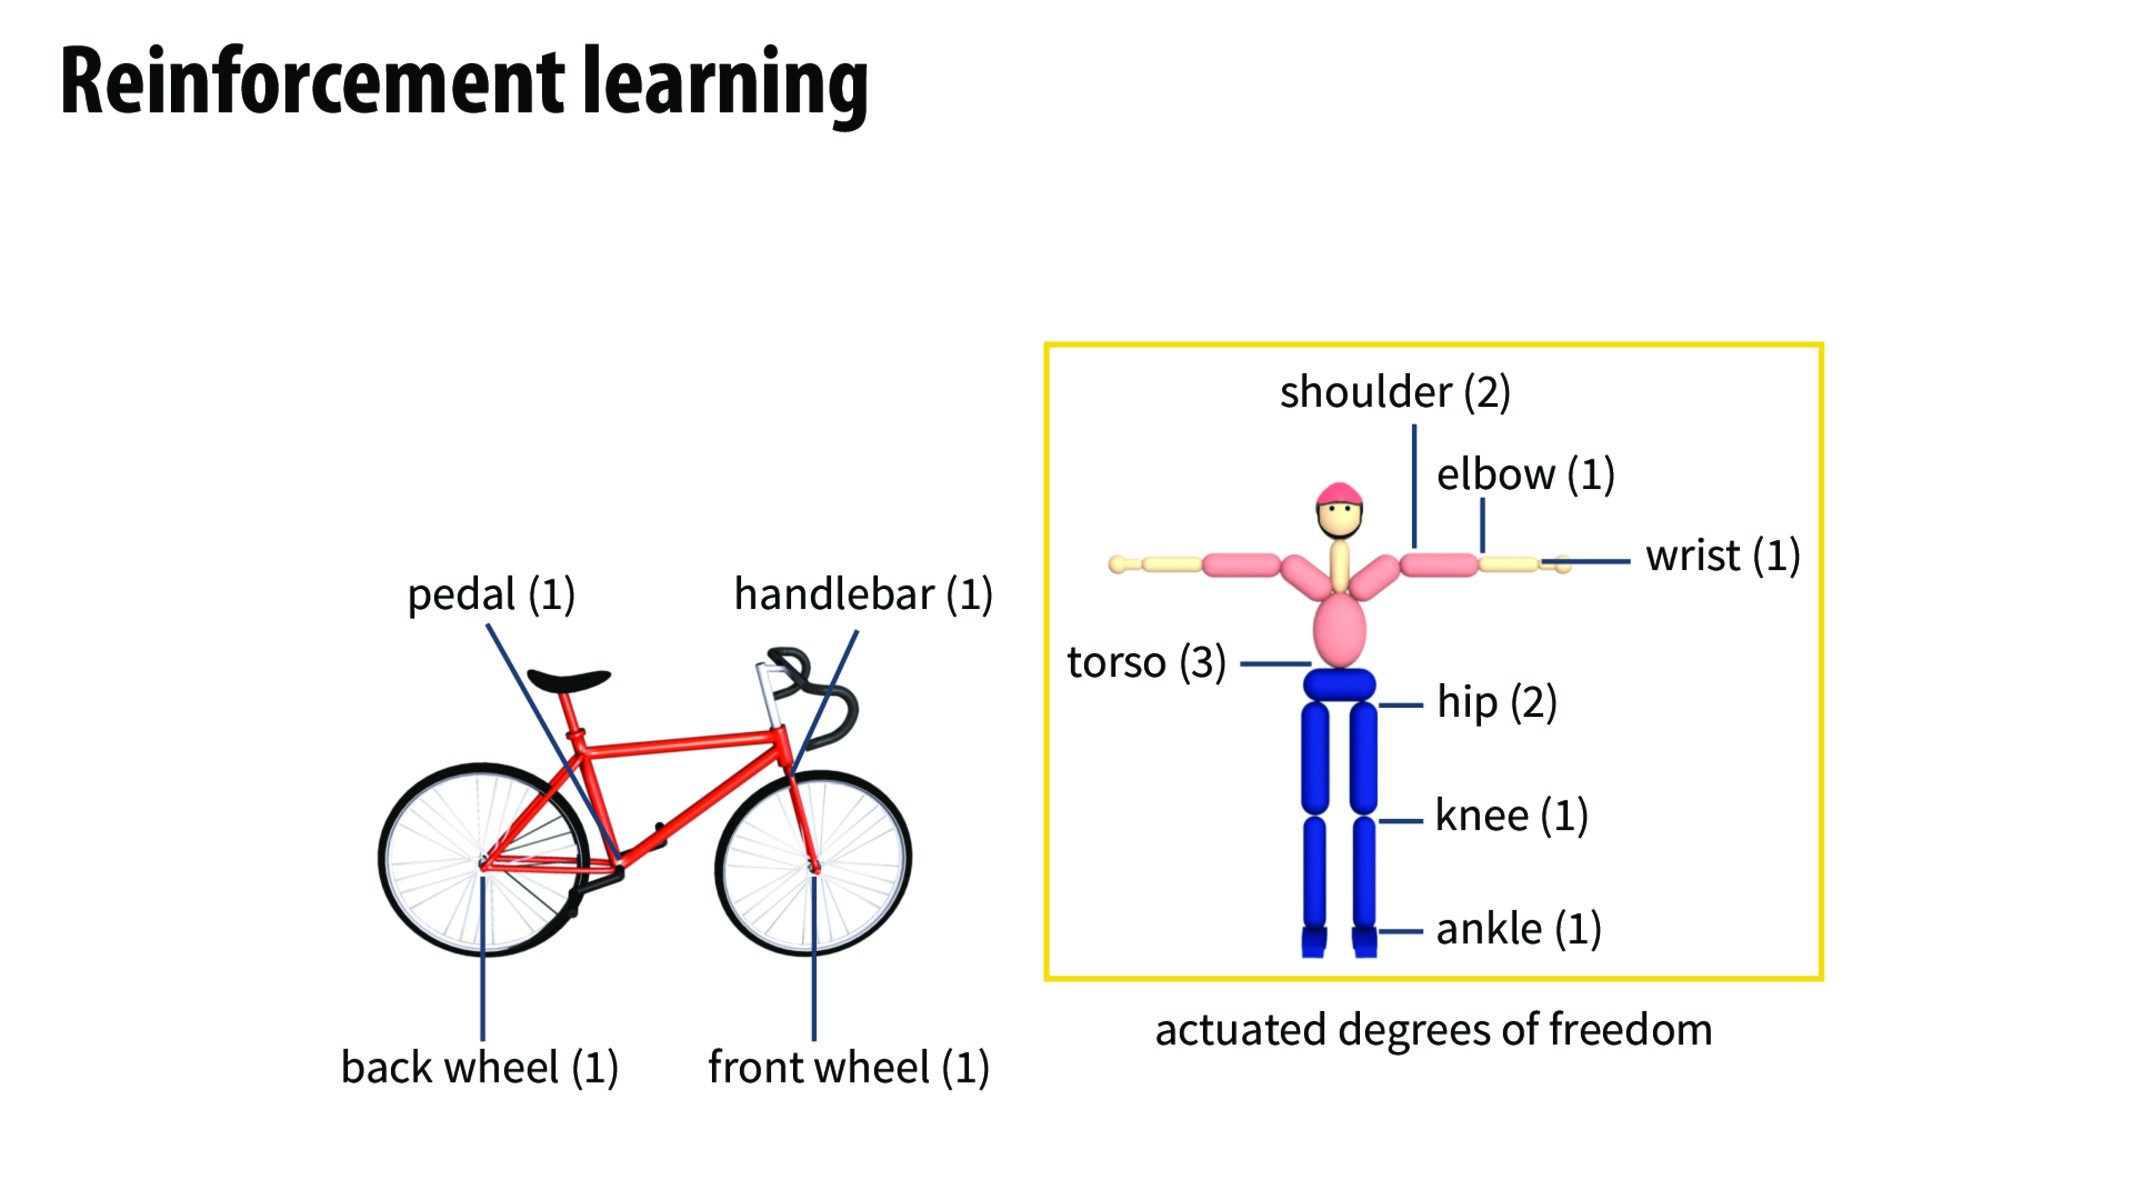 Reinforcement learning
pedal (1)
handlebar (1)
back wheel (1)
front wheel (1)
shoulder (2)
elbow (1)
wrist (1)
torso (3)
hip (2)
knee (1)
ankle (1)
actuated degrees of freedom